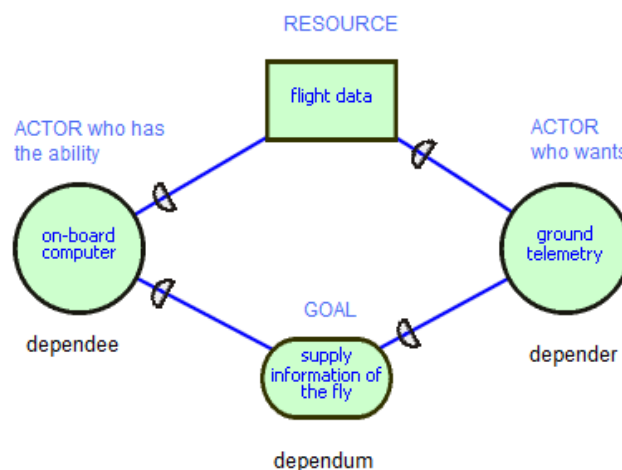 RESOURCE
flight data
ACTOR who has
the ability
ACTOR
who wants
on-board
computer
ground
telemetry
GOAL
dependee
depender
supply
information of
the fly
dependum